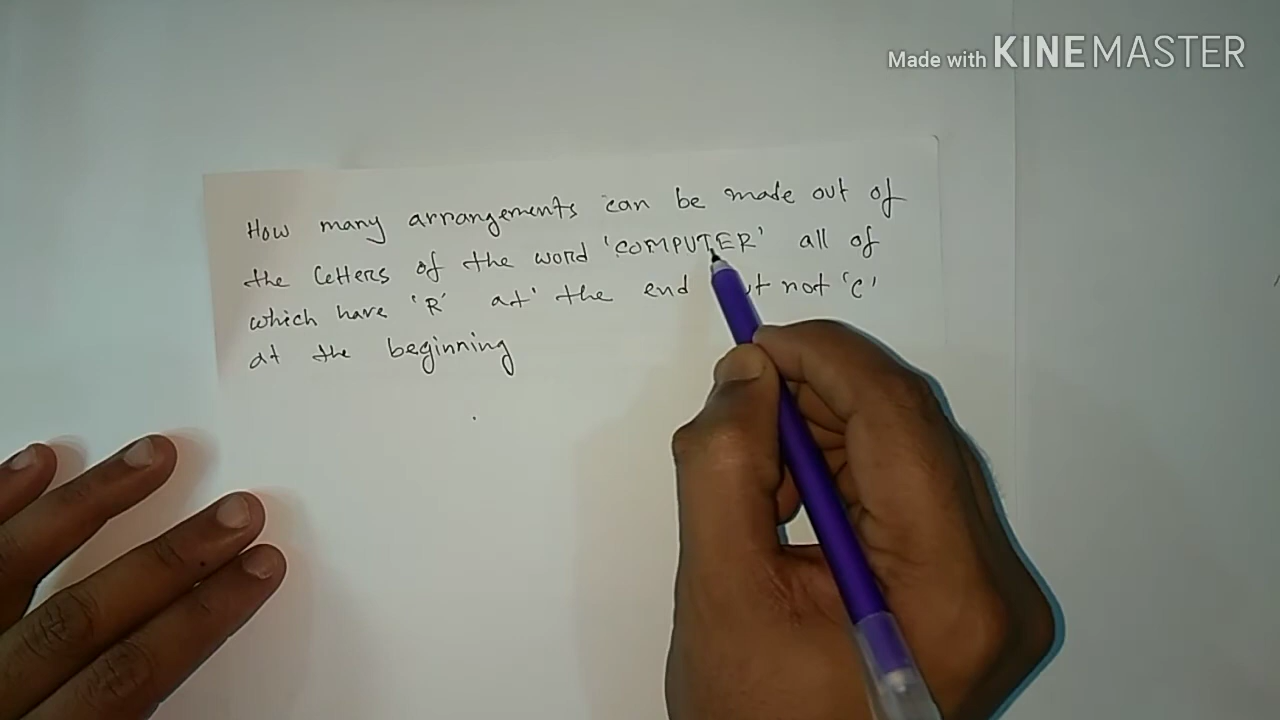 Made with KINEMASTER
How many arrangements can be made out of
the letters of the word 'COMPUTER' all of
which have 'R' at the end not 'C'
at the beginning